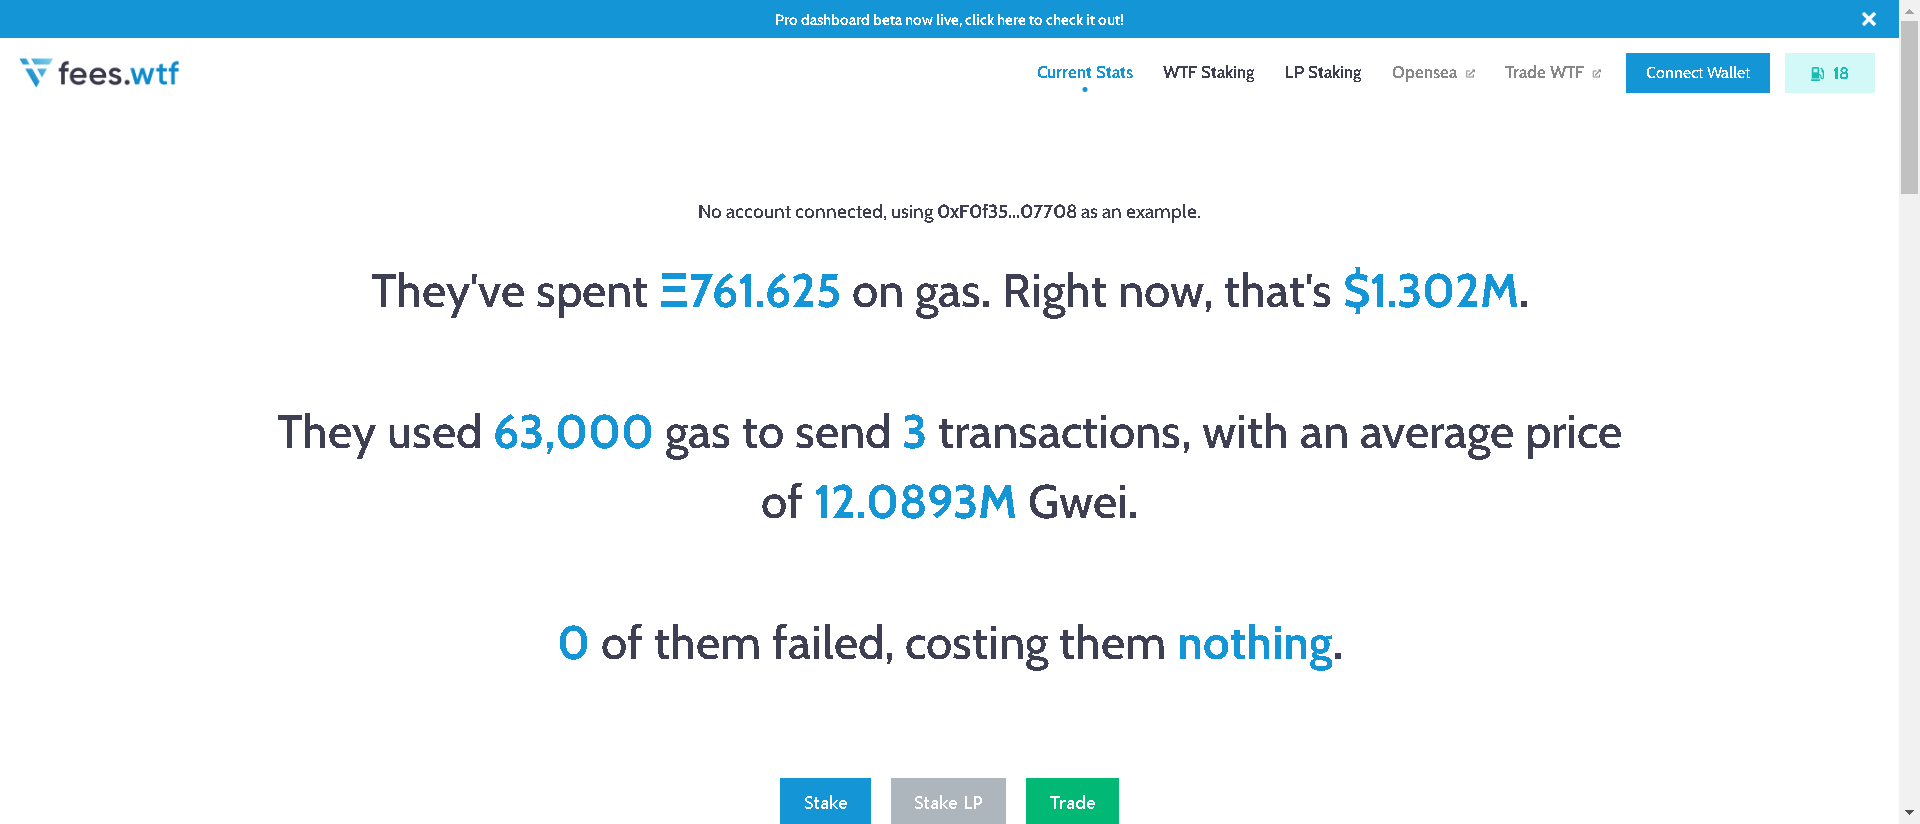 Pro dashboard beta now live, click here to check it out!
fees.wtf
Current Stats
WTF Staking
LP Staking
Opensea
Trade WTF
Connect Wallet
18
No account connected, using 0xF0f35...07708 as an example.
They've spent Ξ761.625 on gas. Right now, that's $1.302M.
They used 63,000 gas to send 3 transactions, with an average price
of 12.0893M Gwei.
0 of them failed, costing them nothing.
Stake
Stake LP
Trade